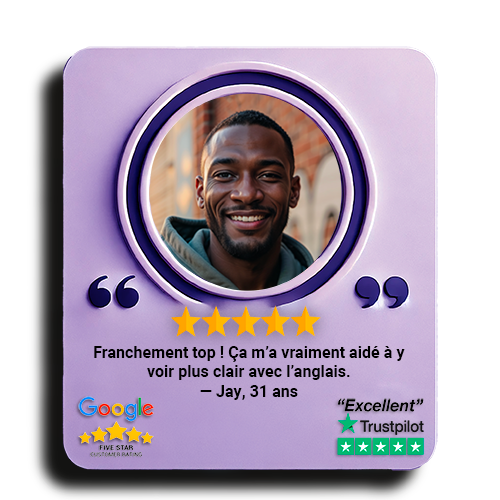 Franchement top ! Ça m’a vraiment aidé à y
voir plus clair avec l’anglais.
— Jay, 31 ans
Google
FIVE STAR
CUSTOMER RATING
“Excellent”
Trustpilot